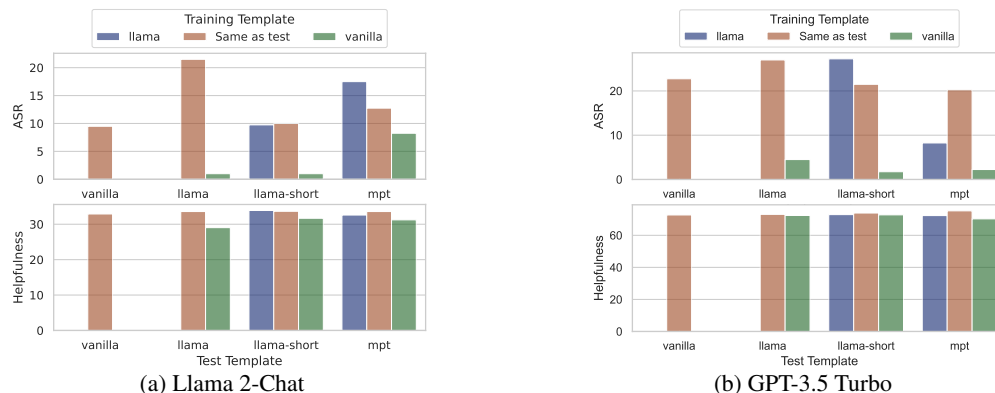 Training Template
llama Same as test vanilla
20
15
10
5
0
ASR
vanilla llama llama-short mpt
30
20
10
0
Helpfulness
vanilla llama llama-short mpt
Test Template
(a) Llama 2-Chat
Training Template
llama Same as test vanilla
20
10
0
ASR
vanilla llama llama-short mpt
60
40
20
0
Helpfulness
vanilla llama llama-short mpt
Test Template
(b) GPT-3.5 Turbo